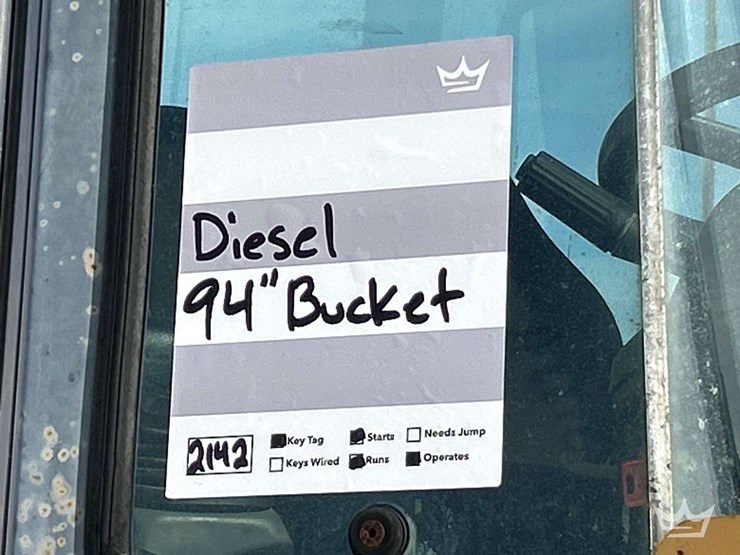 Diesel
94" Bucket
2142 Key Tag Starts Needs Jump
Keys Wired Runs Operates